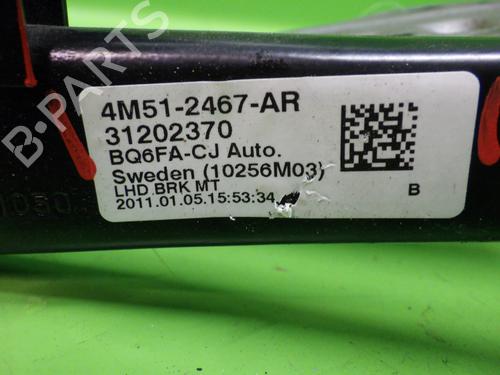 4M51-2467-AR
31202370
BQ6FA-CJ Auto.
Sweden (10256M03)
LHD BRK MT
2011.01.05.15:53:34
B
B-PARTS